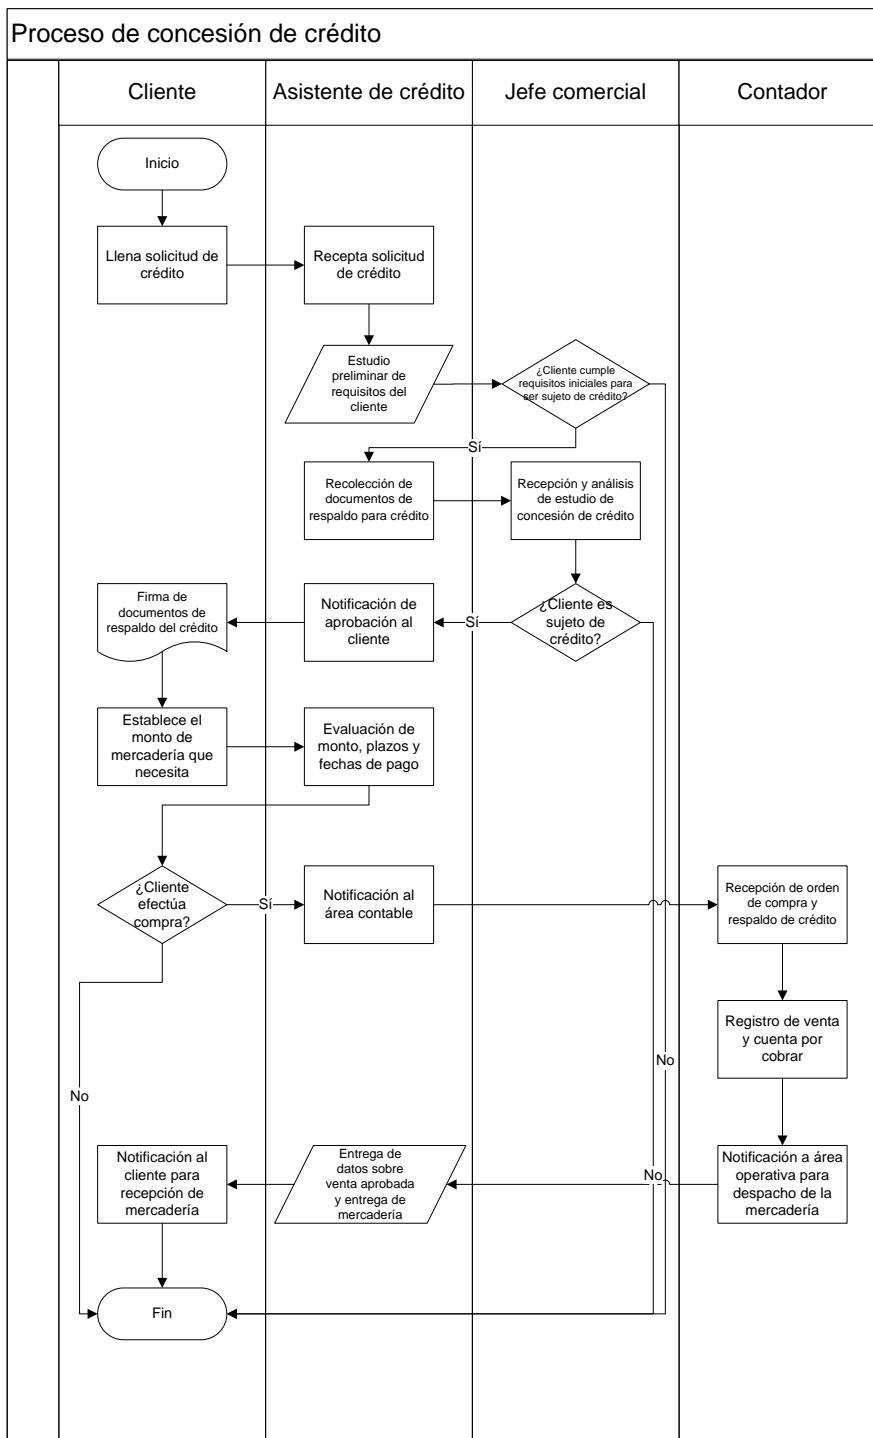 Proceso de concesión de crédito
Cliente
Asistente de crédito
Jefe comercial
Contador
Inicio
Llena solicitud de
crédito
Recepta solicitud
de crédito
Estudio
preliminar de
requisitos del
cliente
¿Cliente cumple
requisitos iniciales para
ser sujeto de crédito?
Sí
Recolección de
documentos de
respaldo para crédito
Recepción y análisis
de estudio de
concesión de crédito
Firma de
documentos de
respaldo del crédito
Notificación de
aprobación al
cliente
Sí
¿Cliente es
sujeto de
crédito?
Establece el
monto de
mercadería que
necesita
Evaluación de
monto, plazos y
fechas de pago
¿Cliente
efectúa
compra?
Sí
Notificación al
área contable
Recepción de orden
de compra y
respaldo de crédito
Registro de venta
y cuenta por
cobrar
No
No
Notificación al
cliente para
recepción de
mercadería
Entrega de
datos sobre
venta aprobada
y entrega de
mercadería
No
Notificación a área
operativa para
despacho de la
mercadería
Fin